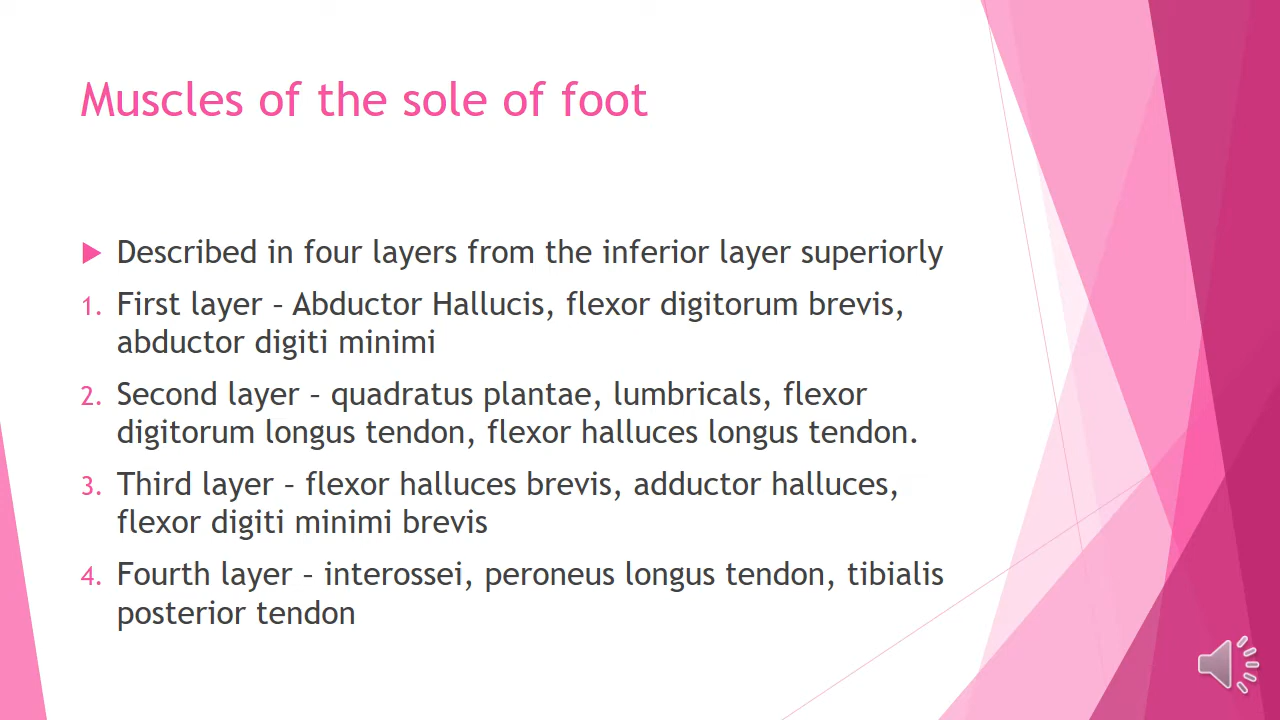 Muscles of the sole of foot
Described in four layers from the inferior layer superiorly
1. First layer – Abductor Hallucis, flexor digitorum brevis,
abductor digiti minimi
2. Second layer – quadratus plantae, lumbricals, flexor
digitorum longus tendon, flexor halluces longus tendon.
3. Third layer – flexor halluces brevis, adductor halluces,
flexor digiti minimi brevis
4. Fourth layer – interossei, peroneus longus tendon, tibialis
posterior tendon